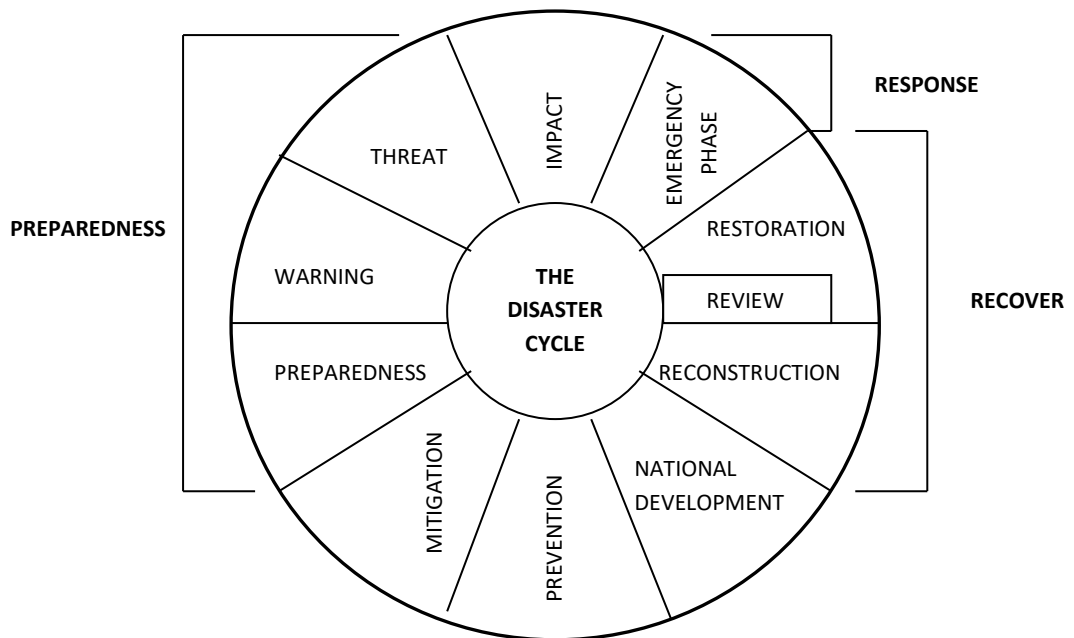 RESPONSE
IMPACT
EMERGENCY
PHASE
THREAT
PREPAREDNESS
RESTORATION
WARNING
THE
DISASTER
CYCLE
REVIEW
RECOVER
PREPAREDNESS
RECONSTRUCTION
MITIGATION
PREVENTION
NATIONAL
DEVELOPMENT